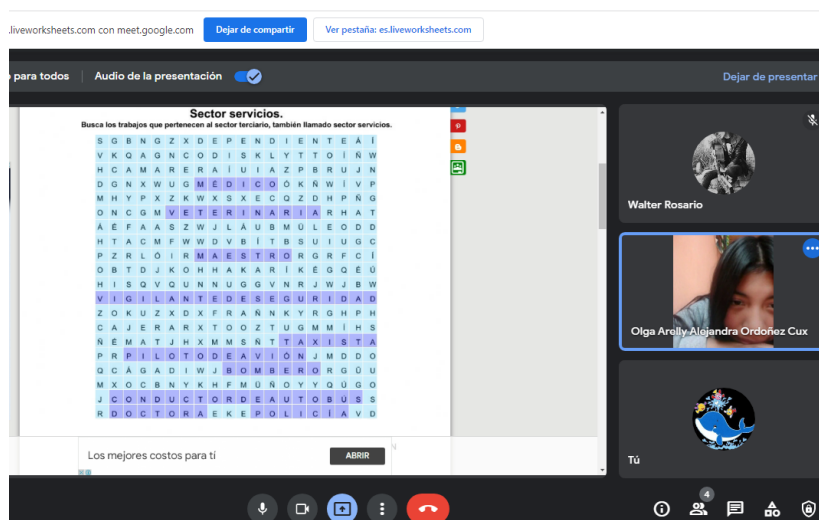 .liveworksheets.com con meet.google.com Dejar de compartir Ver pestaña: es.liveworksheets.com
para todos Audio de la presentación Dejar de presentar
Sector servicios.
Busca los trabajos que pertenecen al sector terciario, también llamado sector servicios.
S G B N G Z X D E P E N D I E N T E Á Í
V K Q A G N C O D I S K L Y T T O Í Ñ W
H C A M A R E R A Í U I A Z P B R U J N
D G N X W U G M É D I C O Ó K Ñ W Í V P
M H Y P X Z K W X S X E C Q Z D H P Ñ G
O N C G M V E T E R I N A R I A R H A T
Á É F A A S Z W J L Á U B M Ü L E O D D
H T A C M F W W D V B Í T B S U I U G C
P Z R L Ó I R M A E S T R O R G R F C Í
O B T D J K O H H A K A R Í K É G Q É Ü
H I S Q V Q U N N U G G V N R J W J B W
V I G I L A N T E D E S E G U R I D A D
Z O K U Z X D X F R A Ñ N K Y R G H P H
C A J E R A R X T O O Z T U G M M Í H S
Ñ É M A T J H X M M S Ñ T T A X I S T A
P R P I L O T O D E A V I Ó N J M D D O
Q C Á G A D I W J B O M B E R O R G Ü U
M X O C B N Y K H F M Ú Ñ O Y Y Q Ú G O
J C O N D U C T O R D E A U T O B Ú S S
R D O C T O R A E K E P O L I C Í A V D
Los mejores costos para tí ABRIR
Walter Rosario
Olga Arelly Alejandra Ordoñez Cux
Tú
4